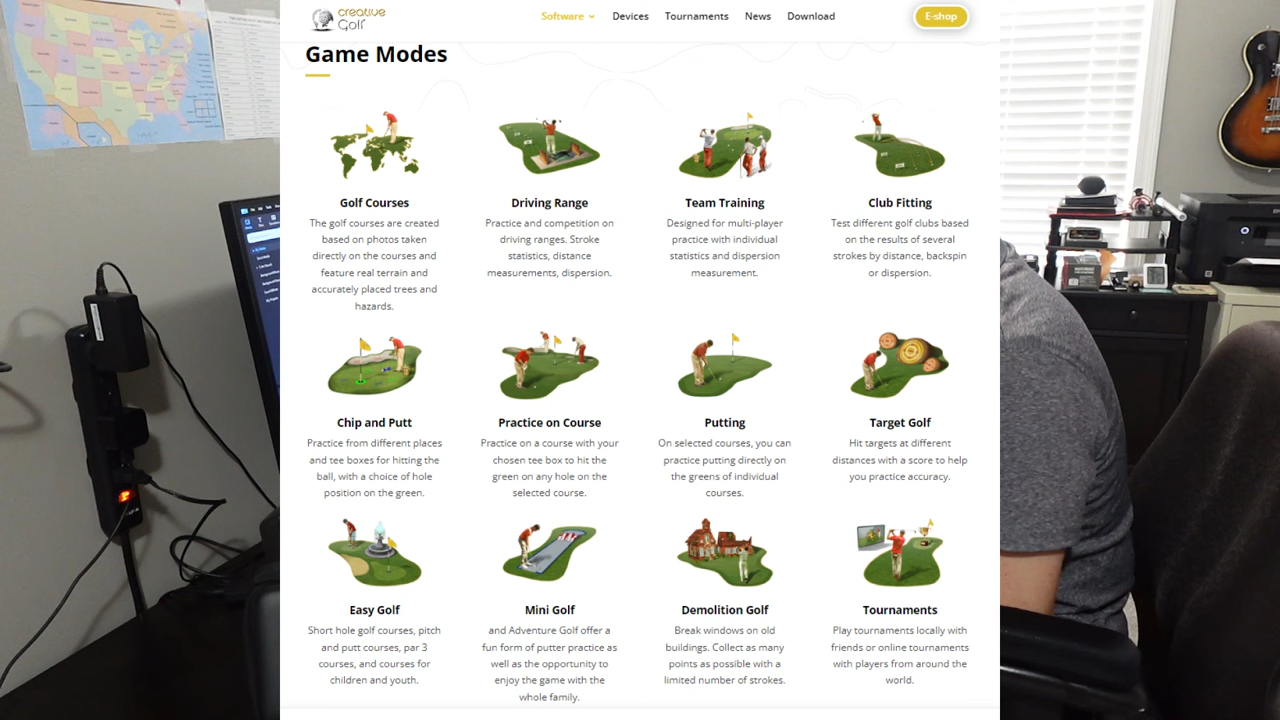 creative
Golf
Software
Devices
Tournaments
News
Download
E-shop
Game Modes
Golf Courses
The golf courses are created
based on photos taken
directly on the courses and
feature real terrain and
accurately placed trees and
hazards.
Driving Range
Practice and competition on
driving ranges. Stroke
statistics, distance
measurements, dispersion.
Team Training
Designed for multi-player
practice with individual
statistics and dispersion
measurement.
Club Fitting
Test different golf clubs based
on the results of several
strokes by distance, backspin
or dispersion.
Chip and Putt
Practice from different places
and tee boxes for hitting the
ball, with a choice of hole
position on the green.
Practice on Course
Practice on a course with your
chosen tee box to hit the
green on any hole on the
selected course.
Putting
On selected courses, you can
practice putting directly on
the greens of individual
courses.
Target Golf
Hit targets at different
distances with a score to help
you practice accuracy.
Easy Golf
Short hole golf courses, pitch
and putt courses, par 3
courses, and courses for
children and youth.
Mini Golf
and Adventure Golf offer a
fun form of putter practice as
well as the opportunity to
enjoy the game with the
whole family.
Demolition Golf
Break windows on old
buildings. Collect as many
points as possible with a
limited number of strokes.
Tournaments
Play tournaments locally with
friends or online tournaments
with players from around the
world.